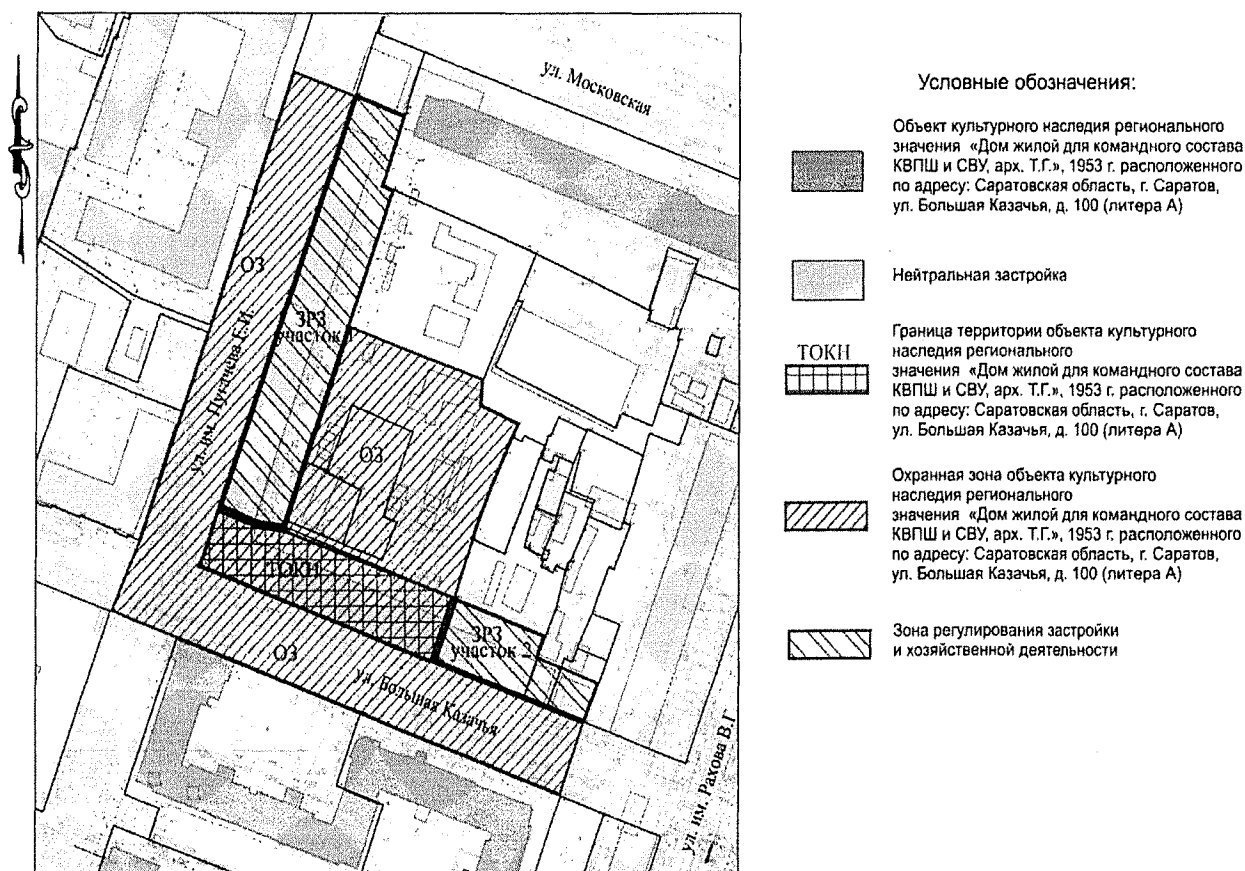 ул. Московская
ОЗ
ул. им. Пугачева Е.И.
ЗРЗ
участок 1
ОЗ
ТОКН
ЗРЗ
участок 2
ОЗ
ул. Большая Казачья
ул. им. Рахова В.Г
Условные обозначения:
Объект культурного наследия регионального
значения «Дом жилой для командного состава
КВПШ и СВУ, арх. Т.Г.», 1953 г. расположенного
по адресу: Саратовская область, г. Саратов,
ул. Большая Казачья, д. 100 (литера А)
Нейтральная застройка
ТОКН
Граница территории объекта культурного
наследия регионального
значения «Дом жилой для командного состава
КВПШ и СВУ, арх. Т.Г.», 1953 г. расположенного
по адресу: Саратовская область, г. Саратов,
ул. Большая Казачья, д. 100 (литера А)
Охранная зона объекта культурного
наследия регионального
значения «Дом жилой для командного состава
КВПШ и СВУ, арх. Т.Г.», 1953 г. расположенного
по адресу: Саратовская область, г. Саратов,
ул. Большая Казачья, д. 100 (литера А)
Зона регулирования застройки
и хозяйственной деятельности